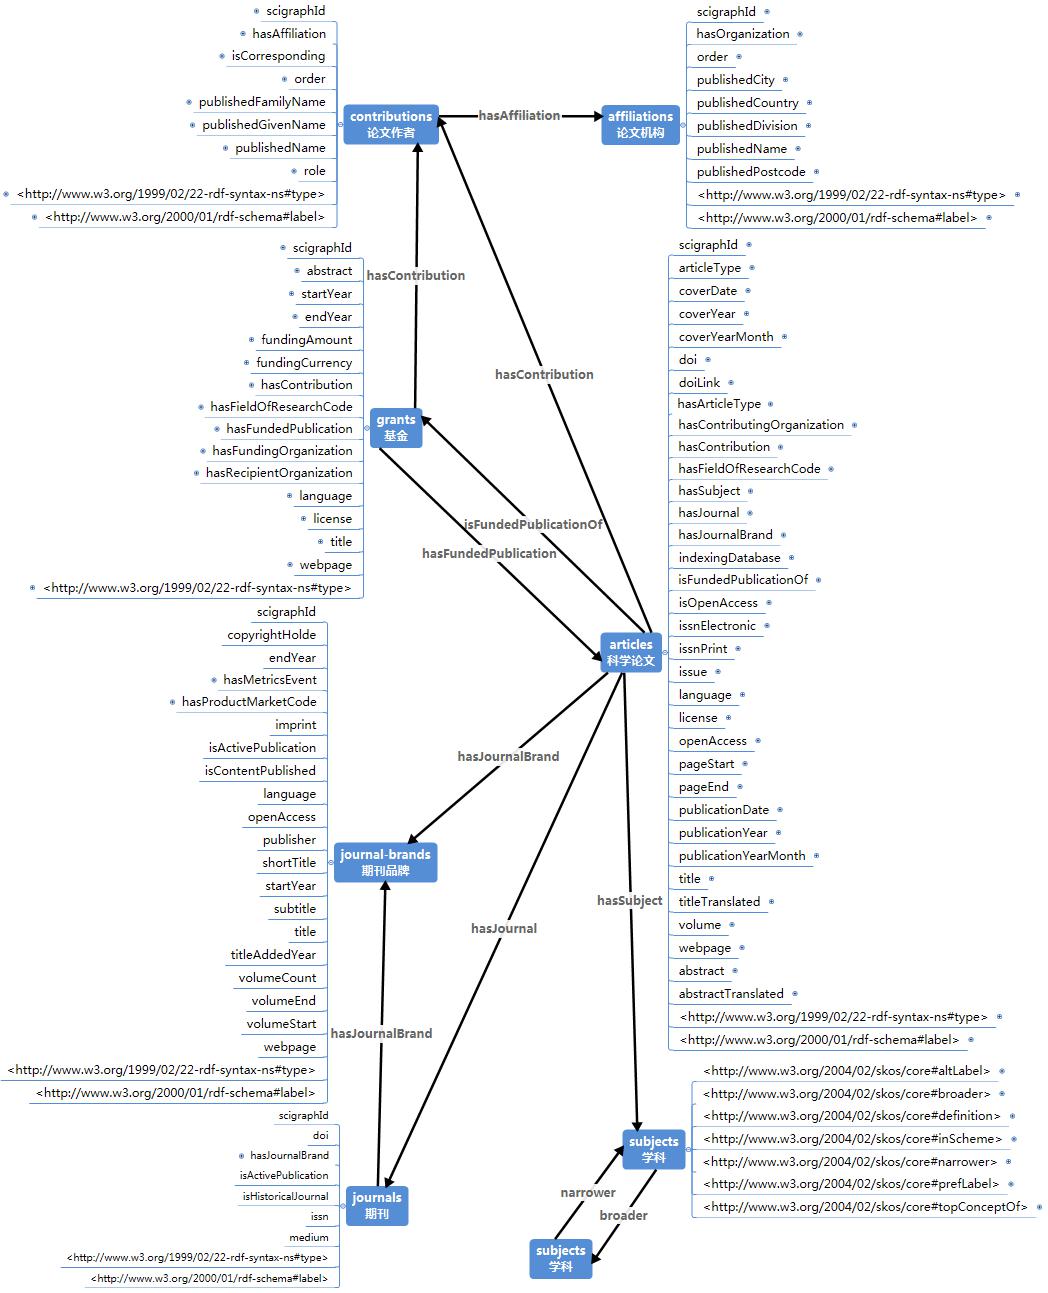 scigraphId
hasAffiliation
isCorresponding
order
publishedFamilyName
publishedGivenName
publishedName
role
<http://www.w3.org/1999/02/22-rdf-syntax-ns#type>
<http://www.w3.org/2000/01/rdf-schema#label>
contributions
论文作者
hasAffiliation
affiliations
论文机构
scigraphId
hasOrganization
order
publishedCity
publishedCountry
publishedDivision
publishedName
publishedPostcode
<http://www.w3.org/1999/02/22-rdf-syntax-ns#type>
<http://www.w3.org/2000/01/rdf-schema#label>
scigraphId
abstract
startYear
endYear
fundingAmount
fundingCurrency
hasContribution
hasFieldOfResearchCode
hasFundedPublication
hasFundingOrganization
hasRecipientOrganization
language
license
title
webpage
<http://www.w3.org/1999/02/22-rdf-syntax-ns#type>
hasContribution
hasContribution
grants
基金
isFundedPublicationOf
hasFundedPublication
articles
科学论文
scigraphId
articleType
coverDate
coverYear
coverYearMonth
doi
doiLink
hasArticleType
hasContributingOrganization
hasContribution
hasFieldOfResearchCode
hasSubject
hasJournal
hasJournalBrand
indexingDatabase
isFundedPublicationOf
isOpenAccess
issnElectronic
issnPrint
issue
language
license
openAccess
pageStart
pageEnd
publicationDate
publicationYear
publicationYearMonth
title
titleTranslated
volume
webpage
abstract
abstractTranslated
<http://www.w3.org/1999/02/22-rdf-syntax-ns#type>
<http://www.w3.org/2000/01/rdf-schema#label>
scigraphId
copyrightHolde
endYear
hasMetricsEvent
hasProductMarketCode
imprint
isActivePublication
isContentPublished
language
openAccess
publisher
shortTitle
startYear
subtitle
title
titleAddedYear
volumeCount
volumeEnd
volumeStart
webpage
<http://www.w3.org/1999/02/22-rdf-syntax-ns#type>
<http://www.w3.org/2000/01/rdf-schema#label>
hasJournalBrand
journal-brands
期刊品牌
hasSubject
hasJournal
hasJournalBrand
scigraphId
doi
hasJournalBrand
isActivePublication
isHistoricalJournal
issn
medium
<http://www.w3.org/1999/02/22-rdf-syntax-ns#type>
<http://www.w3.org/2000/01/rdf-schema#label>
journals
期刊
subjects
学科
<http://www.w3.org/2004/02/skos/core#altLabel>
<http://www.w3.org/2004/02/skos/core#broader>
<http://www.w3.org/2004/02/skos/core#definition>
<http://www.w3.org/2004/02/skos/core#inScheme>
<http://www.w3.org/2004/02/skos/core#narrower>
<http://www.w3.org/2004/02/skos/core#prefLabel>
<http://www.w3.org/2004/02/skos/core#topConceptOf>
narrower
broader
subjects
学科